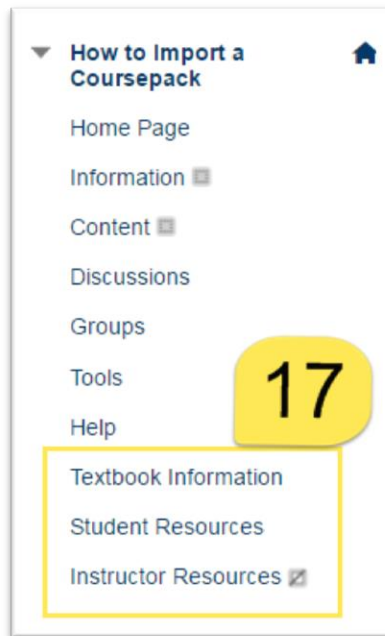 How to Import a
Coursepack
Home Page
Information
Content
Discussions
Groups
Tools
17
Help
Textbook Information
Student Resources
Instructor Resources